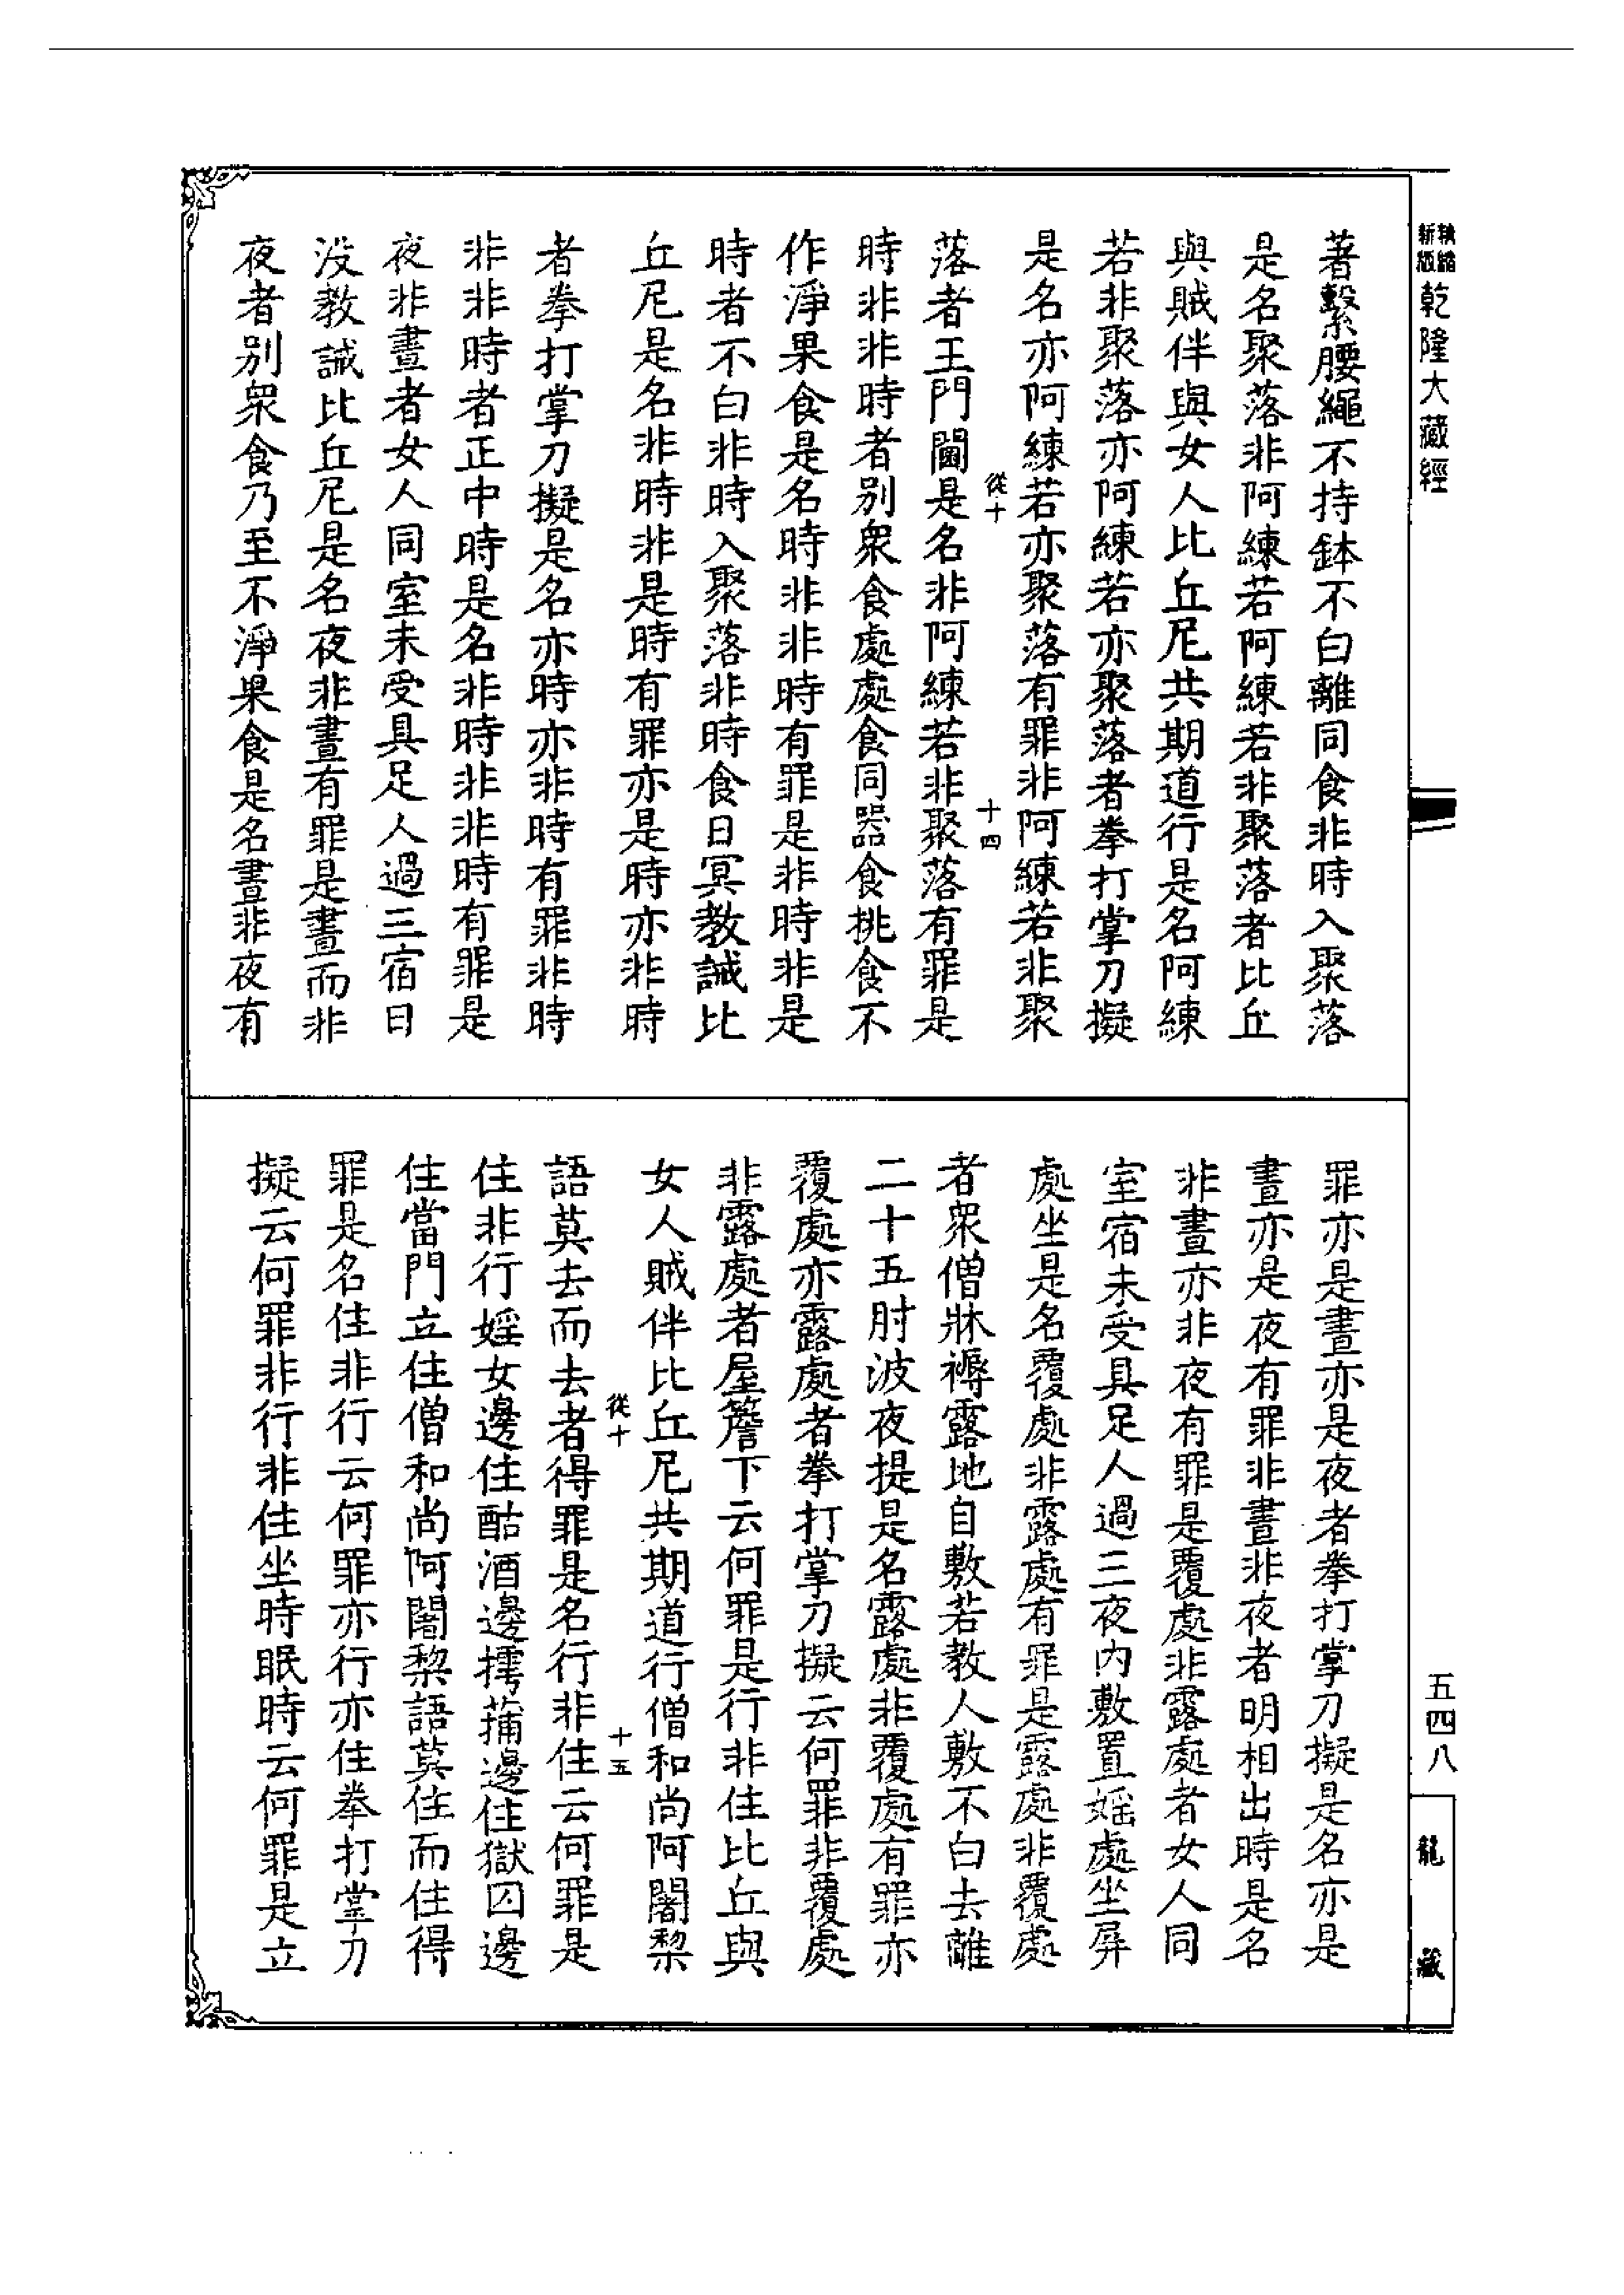 新版
乾隆大藏經
著繫腰繩不持鉢不白離同食非時入聚落
是名聚落非阿練若阿練若非聚落者比丘
與賊伴與女人比丘尼共期道行是名阿練
若非聚落亦阿練若亦聚落者拳打掌刀擬
是名亦阿練若亦聚落有罪非阿練若非聚
從十
十四
落者王門閫是名非阿練若非聚落有罪是
時非非時者別衆食處處食同器食挑食不
作淨果食是名時非非時有罪是非時非是
時者不白非時入聚落非時食日冥教誡比
丘尼是名非時非是時有罪亦是時亦非時
者拳打掌刀擬是名亦時亦非時有罪非時
非非時者正中時是名非時非非時有罪是
夜非晝者女人同室未受具足人過三宿日
沒教誡比丘尼是名夜非晝有罪是晝而非
夜者別衆食乃至不淨果食是名晝非夜有
罪亦是晝亦是夜者拳打掌刀擬是名亦是
晝亦是夜有罪非晝非夜者明相出時是名
非晝亦非夜有罪是覆處非露處者女人同
室宿未受具足人過三夜內敷置婬處坐屏
處坐是名覆處非露處有罪是露處非覆處
者衆僧牀褥露地自敷若教人敷不白去離
二十五肘波夜提是名露處非覆處有罪亦
覆處亦露處者拳打掌刀擬云何罪非覆處
非露處者屋簷下云何罪是行非住比丘與
女人賊伴比丘尼共期道行僧和尚阿闍梨
從十
十五
語莫去而去者得罪是名行非住云何罪是
住非行婬女邊住酤酒邊摴蒱邊住獄囚邊
住當門立住僧和尚阿闍梨語莫住而住得
罪是名住非行云何罪亦行亦住拳打掌刀
擬云何罪非行非住坐時眠時云何罪是立
五四八
龍藏